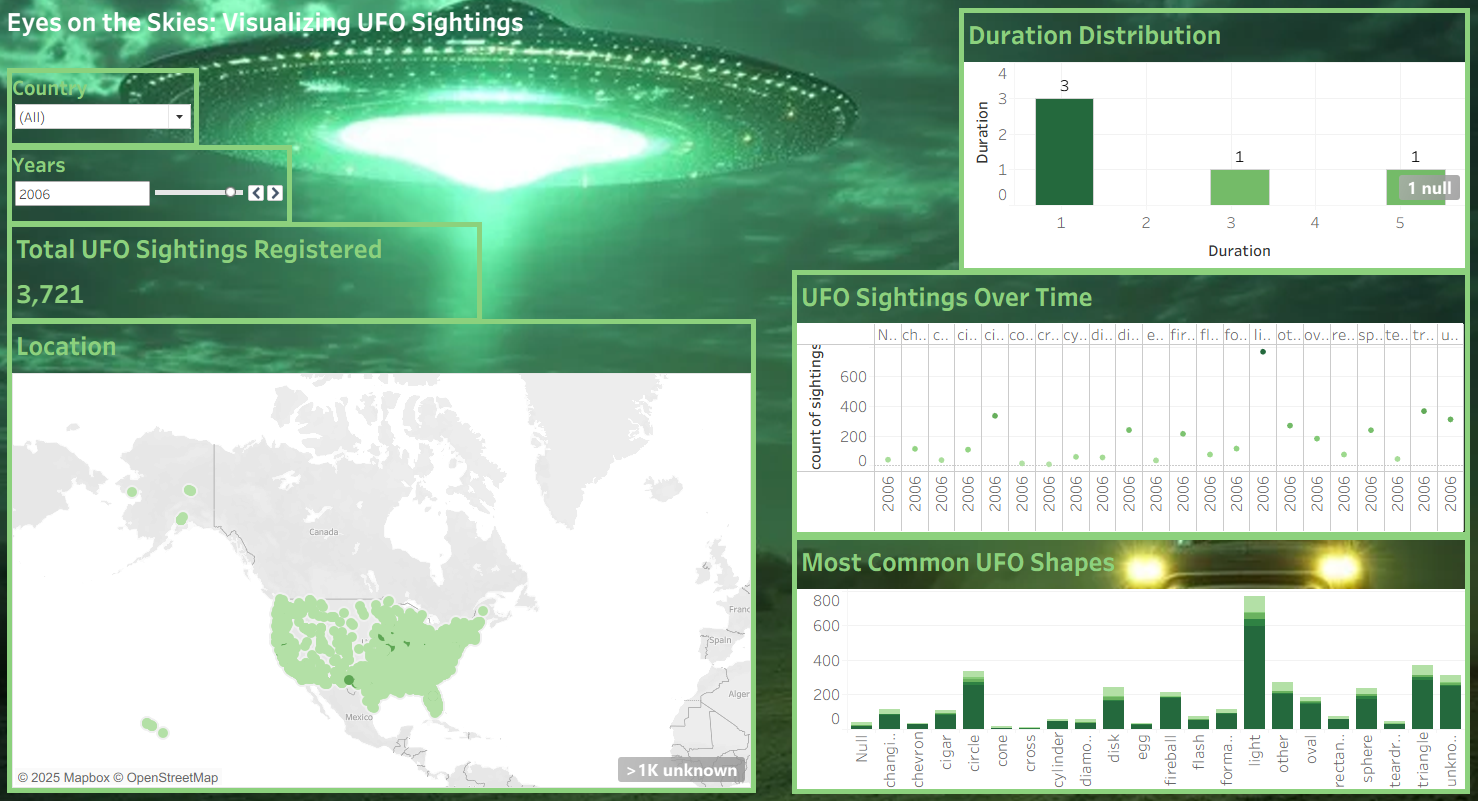 Eyes on the Skies: Visualizing UFO Sightings
Country
(All)
Years
2006
Total UFO Sightings Registered
3,721
Location
Canada
Mexico
Spain
Franc
Alger
>1K unknown
© 2025 Mapbox © OpenStreetMap
Duration Distribution
Duration
4
3
2
1
0
3
1
1
1 null
1
2
3
4
5
Duration
UFO Sightings Over Time
N.. ch.. c.. ci.. ci.. co.. cr.. cy.. di.. di.. e.. fir.. fl.. fo.. li.. ot.. ov.. re.. sp.. te.. tr.. u..
count of sightings
600
400
200
0
2006 2006 2006 2006 2006 2006 2006 2006 2006 2006 2006 2006 2006 2006 2006 2006 2006 2006 2006 2006 2006 2006
Most Common UFO Shapes
800
600
400
200
0
Null
changi..
chevron
cigar
circle
cone
cross
cylinder
diamo..
disk
egg
fireball
flash
forma..
light
other
oval
rectan..
sphere
teardr..
triangle
unkno..